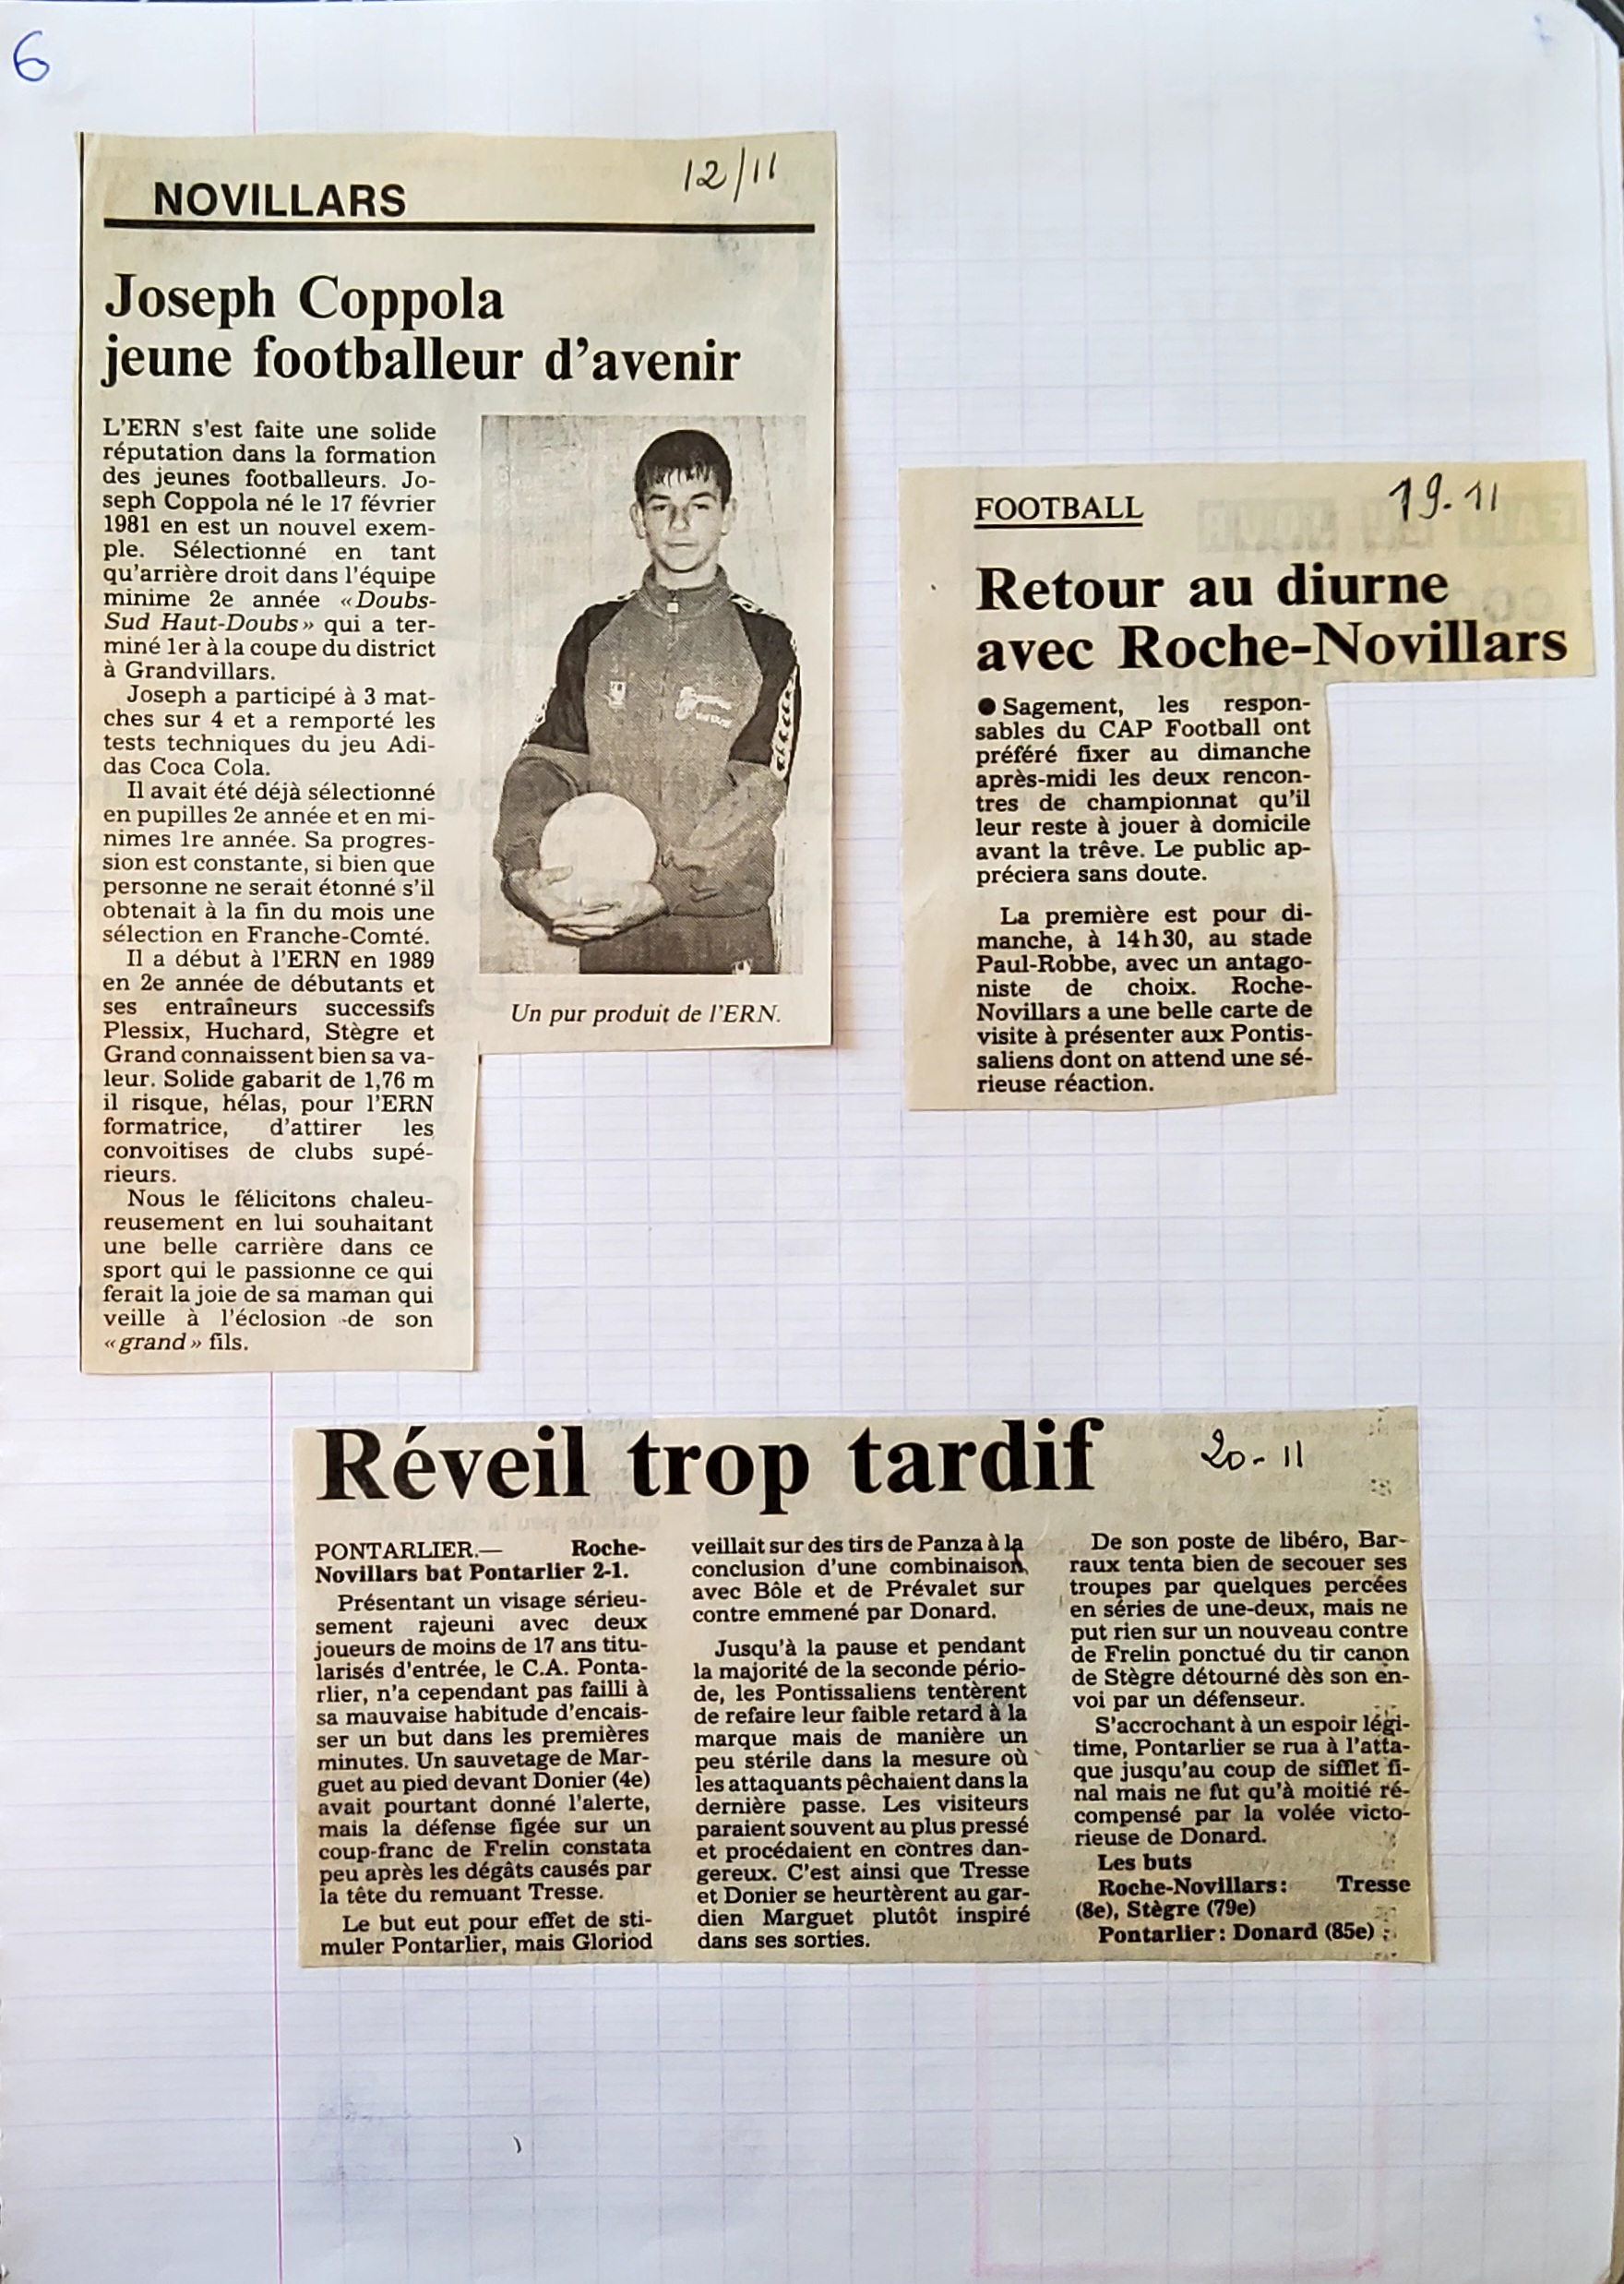 6
12/11
NOVILLARS
Joseph Coppola
jeune footballeur d'avenir
L'ERN s'est faite une solide
réputation dans la formation
des jeunes footballeurs. Jo-
seph Coppola né le 17 février
1981 en est un nouvel exem-
ple. Sélectionné en tant
qu'arrière droit dans l'équipe
minime 2e année «Doubs-
Sud Haut-Doubs» qui a ter-
miné 1er à la coupe du district
à Grandvillars.
Joseph a participé à 3 mat-
ches sur 4 et a remporté les
tests techniques du jeu Adi-
das Coca Cola.
Il avait été déjà sélectionné
en pupilles 2e année et en mi-
nimes 1re année. Sa progres-
sion est constante, si bien que
personne ne serait étonné s'il
obtenait à la fin du mois une
sélection en Franche-Comté.
Il a début à l'ERN en 1989
en 2e année de débutants et
ses entraîneurs successifs
Plessix, Huchard, Stègre et
Grand connaissent bien sa va-
leur. Solide gabarit de 1,76 m
il risque, hélas, pour l'ERN
formatrice, d'attirer les
convoitises de clubs supé-
rieurs.
Nous le félicitons chaleu-
reusement en lui souhaitant
une belle carrière dans ce
sport qui le passionne ce qui
ferait la joie de sa maman qui
veille à l'éclosion de son
«grand» fils.
Un pur produit de l'ERN.
19.11
FOOTBALL
Retour au diurne
avec Roche-Novillars
● Sagement, les respon-
sables du CAP Football ont
préféré fixer au dimanche
après-midi les deux rencon-
tres de championnat qu'il
leur reste à jouer à domicile
avant la trêve. Le public ap-
préciera sans doute.
La première est pour di-
manche, à 14h30, au stade
Paul-Robbe, avec un antago-
niste de choix. Roche-
Novillars a une belle carte de
visite à présenter aux Pontis-
saliens dont on attend une sé-
rieuse réaction.
Réveil trop tardif
20-11
PONTARLIER.— Roche-
Novillars bat Pontarlier 2-1.
Présentant un visage sérieu-
sement rajeuni avec deux
joueurs de moins de 17 ans titu-
larisés d'entrée, le C.A. Ponta-
rlier, n'a cependant pas failli à
sa mauvaise habitude d'encais-
ser un but dans les premières
minutes. Un sauvetage de Mar-
guet au pied devant Donier (4e)
avait pourtant donné l'alerte,
mais la défense figée sur un
coup-franc de Frelin constata
peu après les dégâts causés par
la tête du remuant Tresse.
Le but eut pour effet de sti-
muler Pontarlier, mais Gloriod
veillait sur des tirs de Panza à la
conclusion d'une combinaison
avec Bôle et de Prévalet sur
contre emmené par Donard.
Jusqu'à la pause et pendant
la majorité de la seconde pério-
de, les Pontissaliens tentèrent
de refaire leur faible retard à la
marque mais de manière un
peu stérile dans la mesure où
les attaquants pêchaient dans la
dernière passe. Les visiteurs
paraient souvent au plus pressé
et procédaient en contres dan-
gereux. C'est ainsi que Tresse
et Donier se heurtèrent au gar-
dien Marguet plutôt inspiré
dans ses sorties.
De son poste de libéro, Bar-
raux tenta bien de secouer ses
troupes par quelques percées
en séries de une-deux, mais ne
put rien sur un nouveau contre
de Frelin ponctué du tir canon
de Stègre détourné dès son en-
voi par un défenseur.
S'accrochant à un espoir légi-
time, Pontarlier se rua à l'atta-
que jusqu'au coup de sifflet fi-
nal mais ne fut qu'à moitié ré-
compensé par la volée victo-
rieuse de Donard.
Les buts
Roche-Novillars: Tresse
(8e), Stègre (79e)
Pontarlier: Donard (85e)